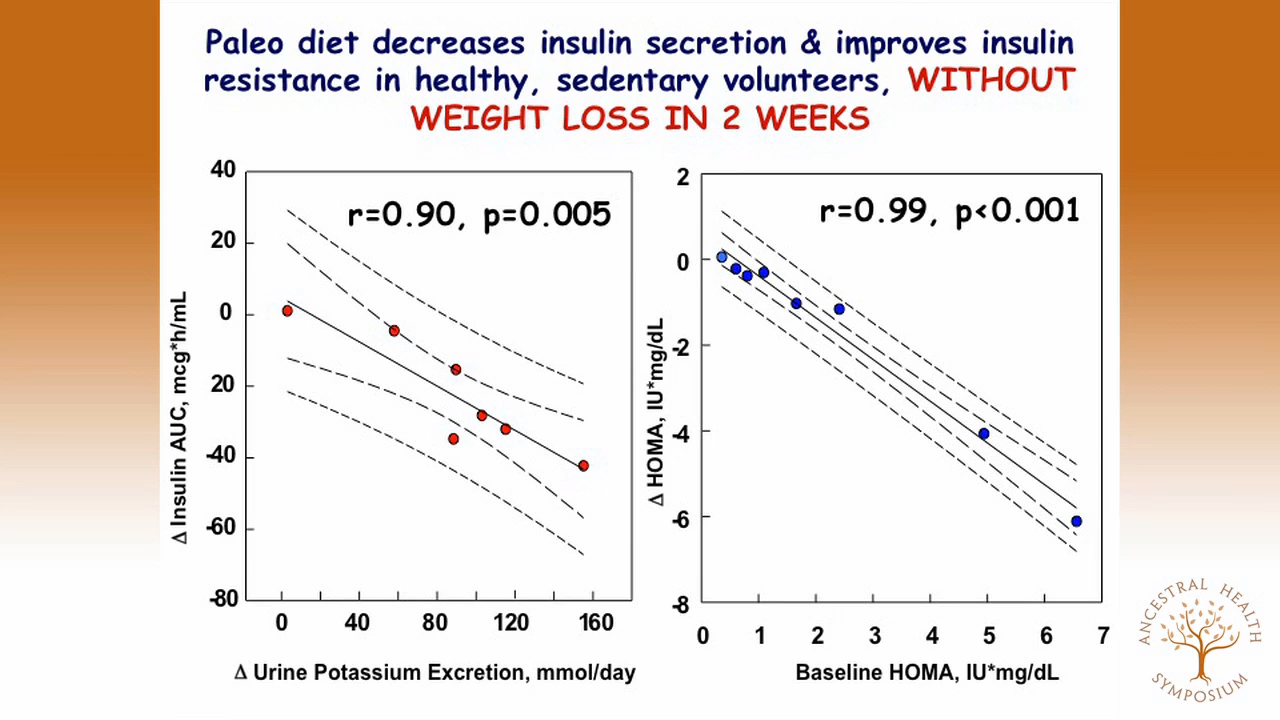 Paleo diet decreases insulin secretion & improves insulin
resistance in healthy, sedentary volunteers, WITHOUT
WEIGHT LOSS IN 2 WEEKS
r=0.90, p=0.005
40
20
0
20
-40
-60
-80
Δ Insulin AUC, mcg*h/mL
0 40 80 120 160
Δ Urine Potassium Excretion, mmol/day
r=0.99, p<0.001
2
0
-2
-4
-6
-8
Δ HOMA, IU*mg/dL
0 1 2 3 4 5 6 7
Baseline HOMA, IU*mg/dL
ANCESTRAL HEALTH
SYMPOSIUM